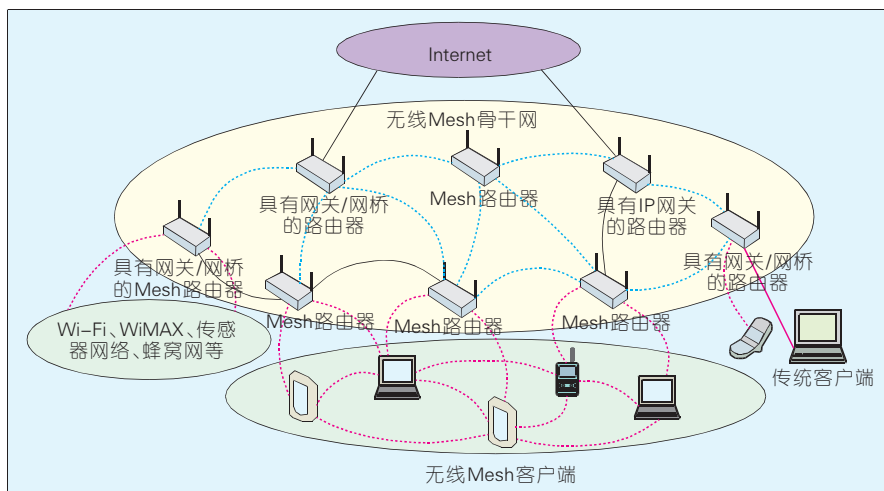 Internet
无线Mesh骨干网
Mesh路由器
具有网关/网桥
的路由器
具有IP网关
的路由器
具有网关/网桥
的Mesh路由器
具有网关/网桥
的路由器
Mesh路由器
Mesh路由器
Mesh路由器
Wi-Fi、WiMAX、传感
器网络、蜂窝网等
传统客户端
无线Mesh客户端